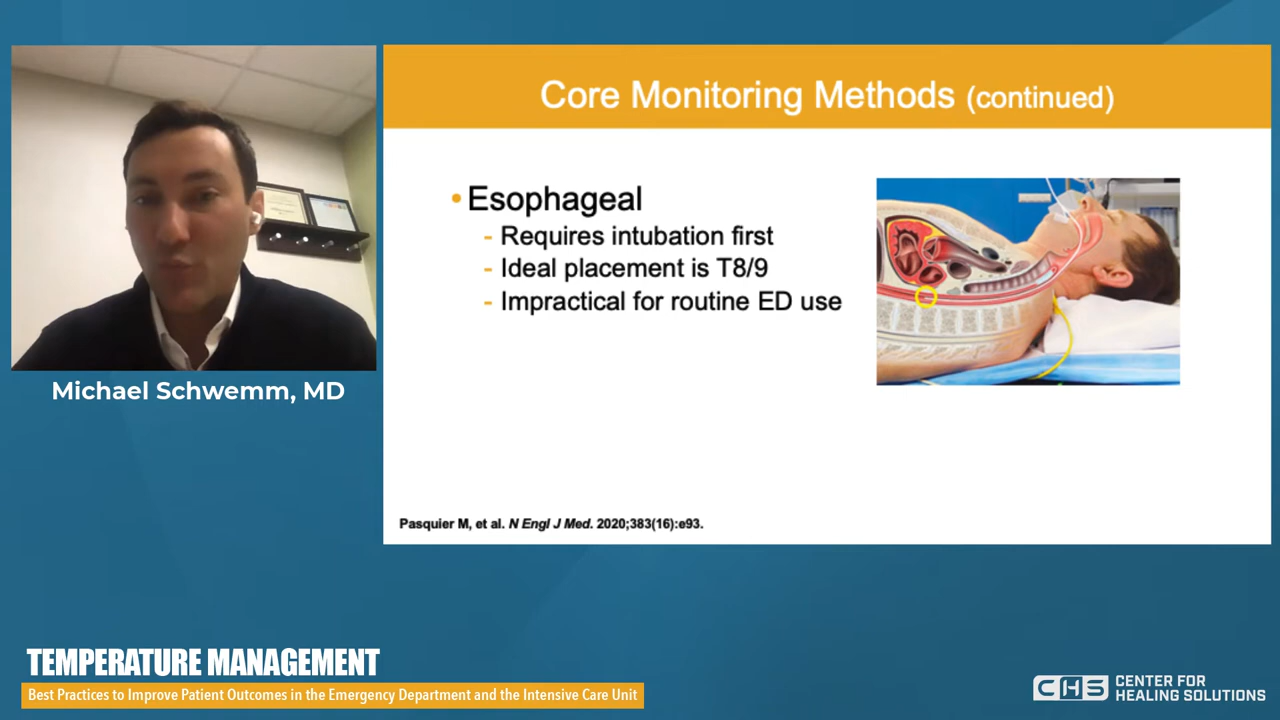 Core Monitoring Methods (continued)
• Esophageal
- Requires intubation first
- Ideal placement is T8/9
- Impractical for routine ED use
Pasquier M, et al. N Engl J Med. 2020;383(16):e93.
Michael Schwemm, MD
TEMPERATURE MANAGEMENT
Best Practices to Improve Patient Outcomes in the Emergency Department and the Intensive Care Unit
CHS
CENTER FOR
HEALING SOLUTIONS